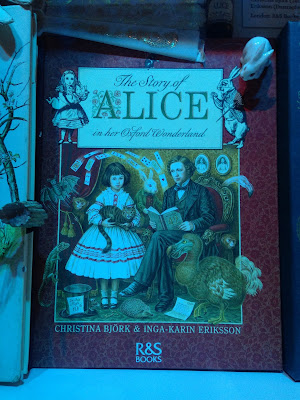 The Story of
ALICE
in her Oxford Wonderland
CHRISTINA BJÖRK & INGA-KARIN ERIKSSON
R&S
BOOKS